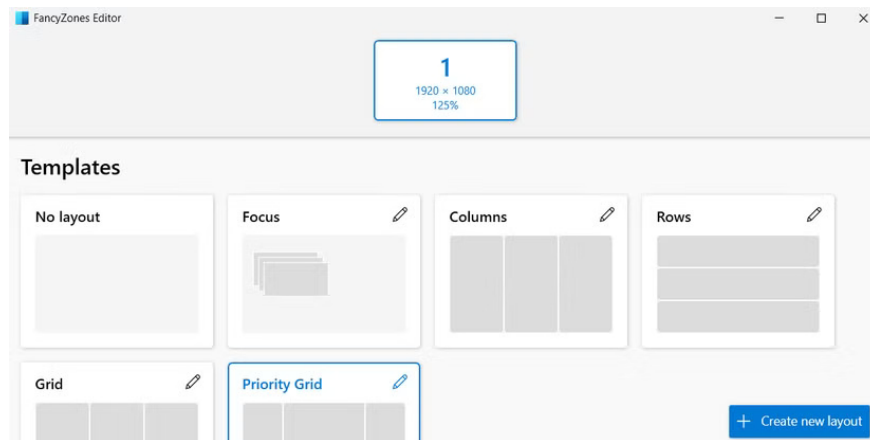 FancyZones Editor
1
1920 × 1080
125%
Templates
No layout
Focus
Columns
Rows
Grid
Priority Grid
Create new layout